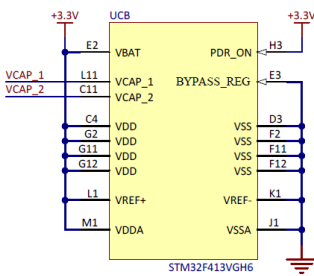 +3.3V UCB +3.3V
E2 VBAT PDR_ON H3
VCAP_1 L11 VCAP_1 BYPASS_REG E3
VCAP_2 C11 VCAP_2
C4 VDD VSS D3
G2 VDD VSS F2
G11 VDD VSS F11
G12 VDD VSS F12
L1 VREF+ VREF- K1
M1 VDDA VSSA J1
STM32F413VGH6